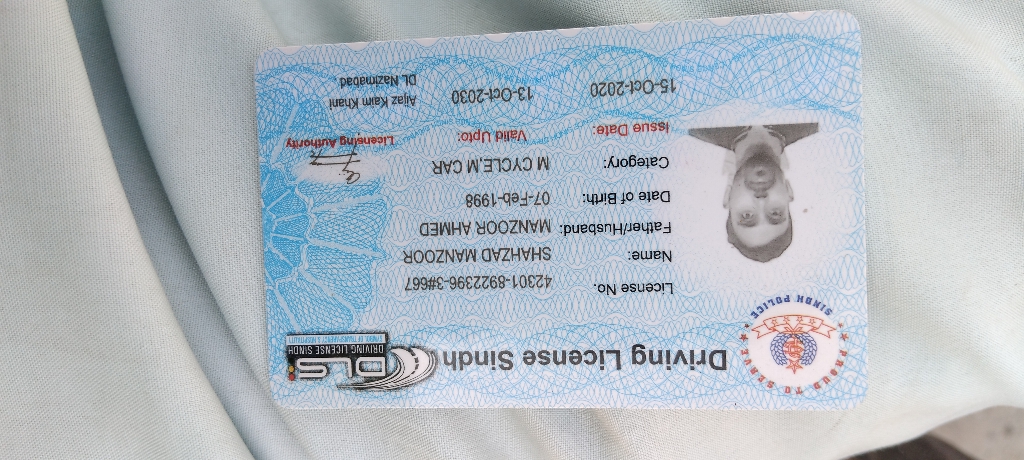 Driving License Sindh
DLS
DRIVING LICENSE SINDH
PROUD TO SERVE
SINDH POLICE
License No. 42301-8922396-3#667
Name: SHAHZAD MANZOOR
Father/Husband: MANZOOR AHMED
Date of Birth: 07-Feb-1998
Category: M CYCLE,M CAR
Issue Date: Valid Upto: Licensing Authority
15-Oct-2020 13-Oct-2030 Aijaz Kaim Khani
DL Nazimabad,